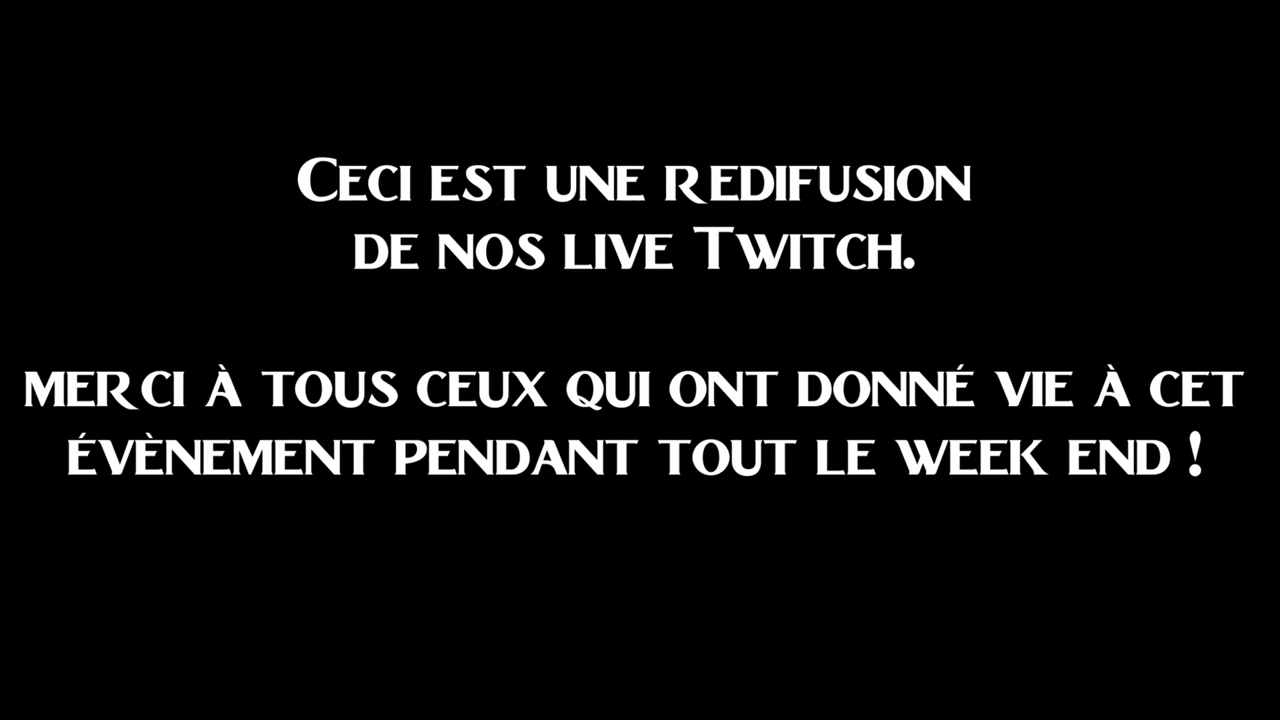 Ceci est une redifusion
de nos live Twitch.
merci à tous ceux qui ont donné vie à cet
évènement pendant tout le week end !